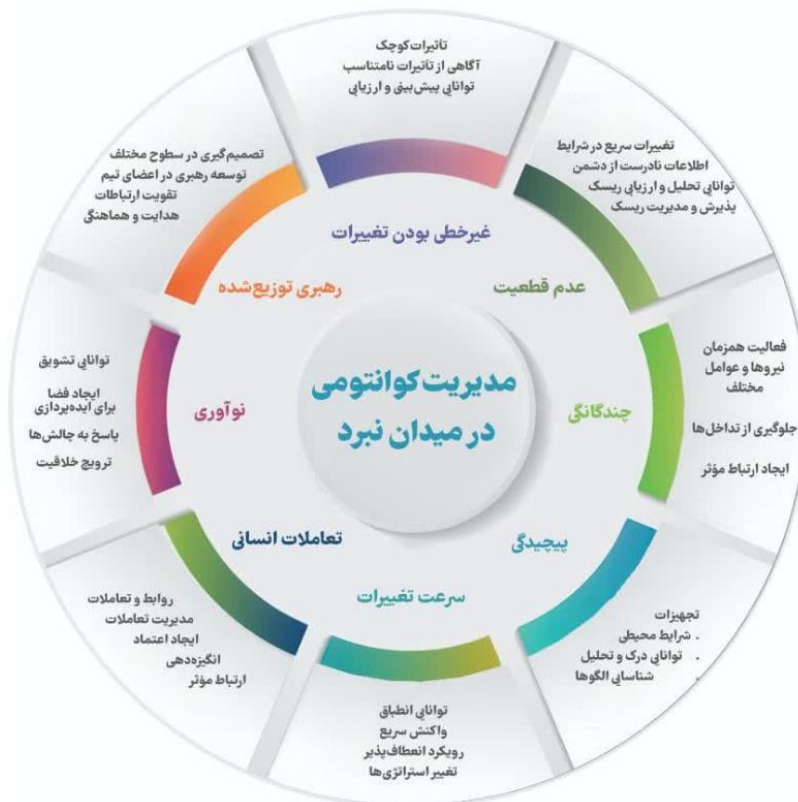 مدیریت کوانتومی
در میدان نبرد
غیرخطی بودن تغییرات
تأثیرات کوچک
آگاهی از تأثیرات نامتناسب
توانایی پیش‌بینی و ارزیابی
عدم قطعیت
تغییرات سریع در شرایط
اطلاعات نادرست از دشمن
توانایی تحلیل و ارزیابی ریسک
پذیرش و مدیریت ریسک
چندگانگی
فعالیت همزمان
نیروها و عوامل
مختلف
جلوگیری از تداخل‌ها
ایجاد ارتباط مؤثر
پیچیدگی
تجهیزات
. شرایط محیطی
. توانایی درک و تحلیل
. شناسایی الگوها
سرعت تغییرات
توانایی انطباق
واکنش سریع
رویکرد انعطاف‌پذیر
تغییر استراتژی‌ها
تعاملات انسانی
روابط و تعاملات
مدیریت تعاملات
ایجاد اعتماد
انگیزه‌دهی
ارتباط مؤثر
نوآوری
توانایی تشویق
ایجاد فضا
برای ایده‌پردازی
پاسخ به چالش‌ها
ترویج خلاقیت
رهبری توزیع‌شده
تصمیم‌گیری در سطوح مختلف
توسعه رهبری در اعضای تیم
تقویت ارتباطات
هدایت و هماهنگی